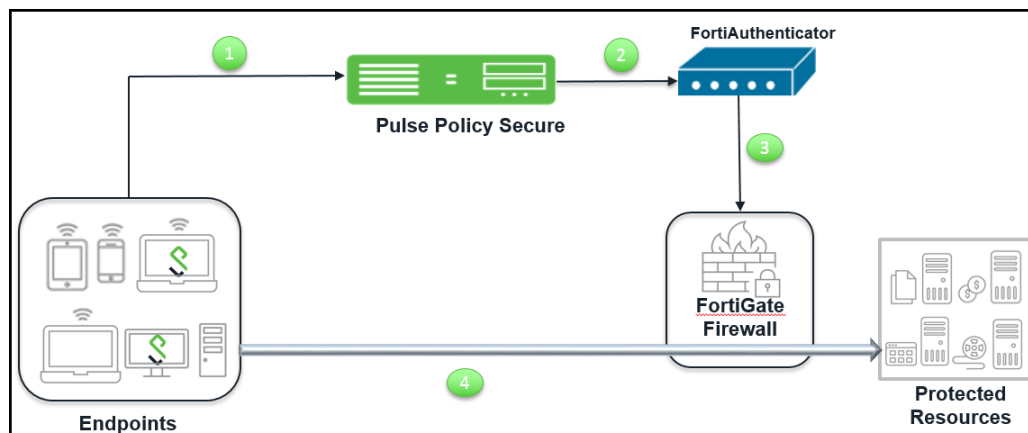 FortiAuthenticator
1
2
Pulse Policy Secure
3
FortiGate
Firewall
4
Endpoints
Protected
Resources